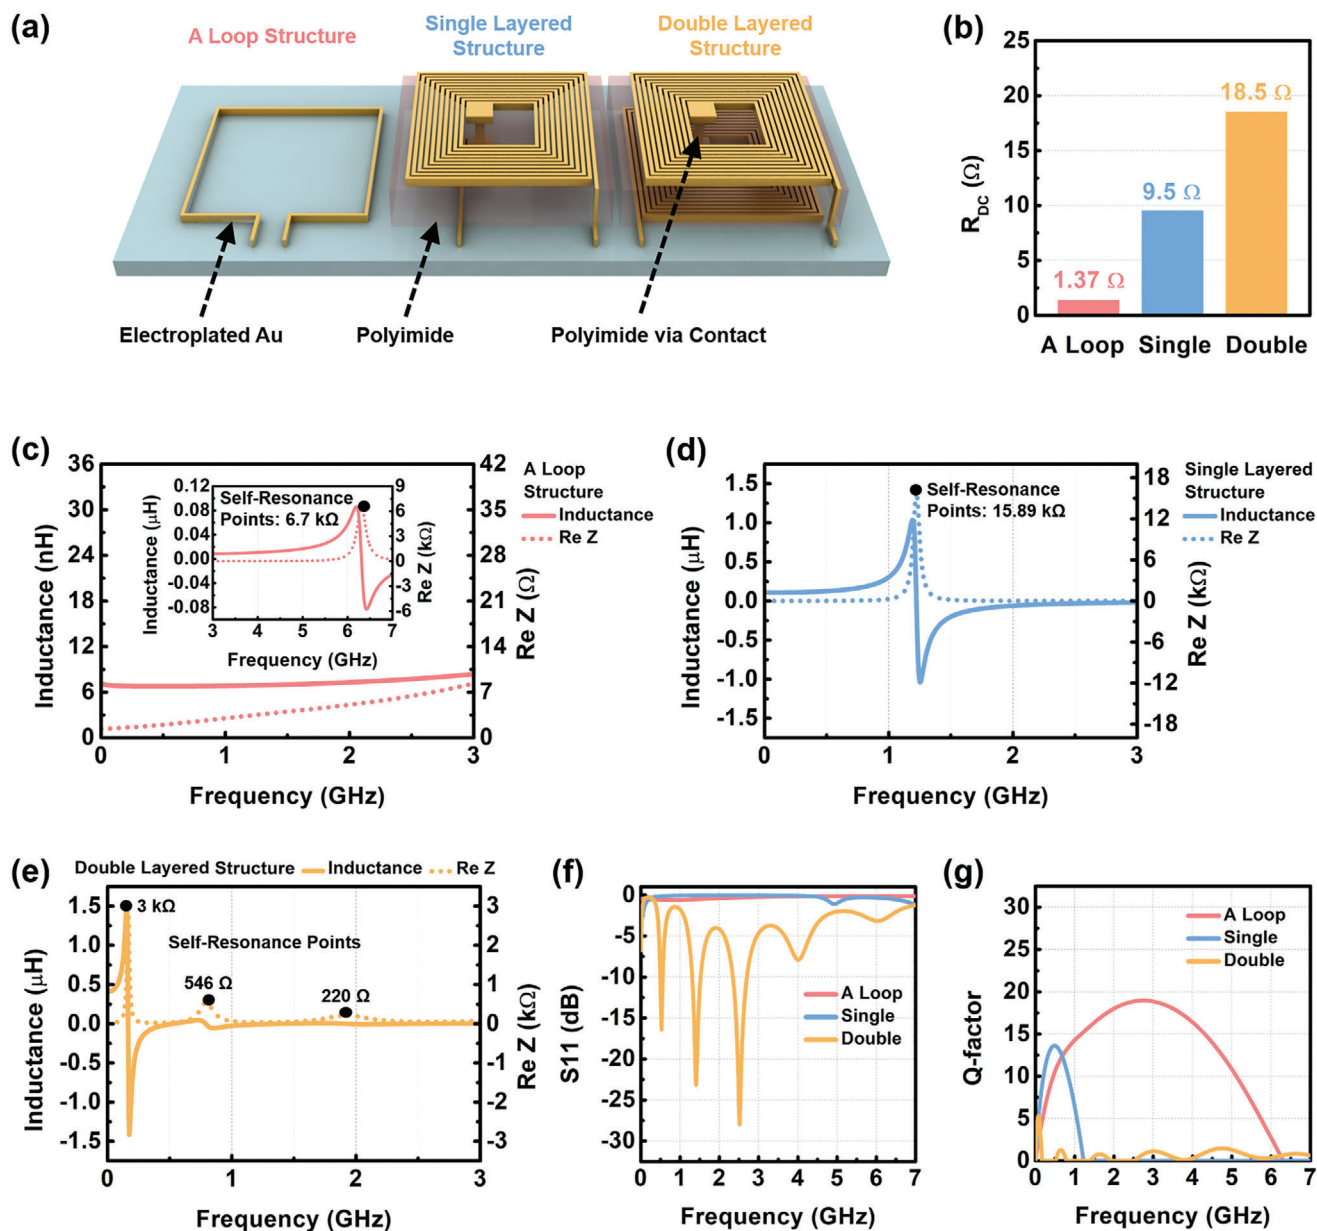 (a)
A Loop Structure
Single Layered
Structure
Double Layered
Structure
Electroplated Au
Polyimide
Polyimide via Contact
(b)
25
20
15
10
5
0
R_DC (Ω)
1.37 Ω
9.5 Ω
18.5 Ω
A Loop
Single
Double
(c)
36
30
24
18
12
6
0
Inductance (nH)
42
35
28
21
14
7
0
Re Z (Ω)
0
1
2
3
Frequency (GHz)
A Loop
Structure
Inductance
Re Z
0.12
0.08
0.04
0.00
-0.04
-0.08
Inductance (μH)
Self-Resonance
Points: 6.7 kΩ
9
6
3
0
-3
-6
Re Z (kΩ)
3
4
5
6
7
Frequency (GHz)
(d)
1.5
1.0
0.5
0.0
-0.5
-1.0
-1.5
Inductance (μH)
Self-Resonance
Points: 15.89 kΩ
18
12
6
0
-6
-12
-18
Re Z (kΩ)
Single Layered
Structure
Inductance
Re Z
0
1
2
3
Frequency (GHz)
(e)
Double Layered Structure
Inductance
Re Z
1.5
1.0
0.5
0.0
-0.5
-1.0
-1.5
Inductance (μH)
3 kΩ
Self-Resonance Points
546 Ω
220 Ω
3
2
1
0
-1
-2
-3
Re Z (kΩ)
0
1
2
3
Frequency (GHz)
(f)
0
-5
-10
-15
-20
-25
-30
S11 (dB)
A Loop
Single
Double
0
1
2
3
4
5
6
7
Frequency (GHz)
(g)
30
25
20
15
10
5
0
Q-factor
A Loop
Single
Double
0
1
2
3
4
5
6
7
Frequency (GHz)